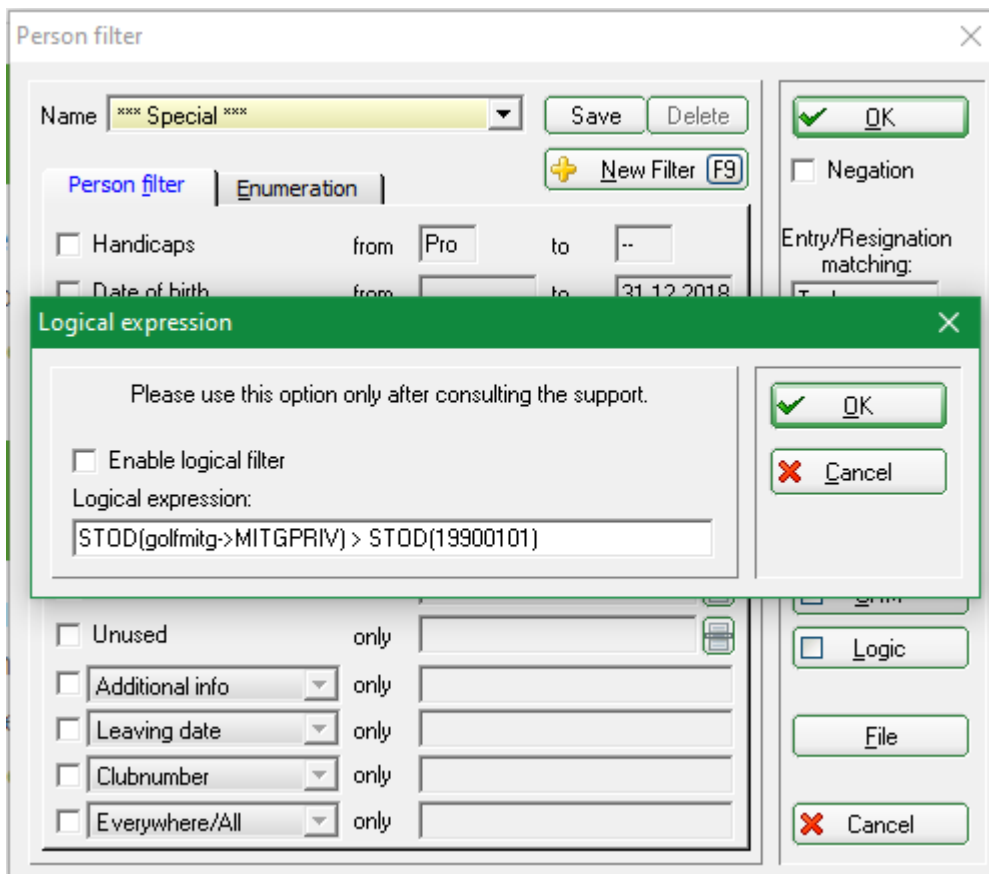 Person filter
Name *** Special *** Save Delete
New Filter F9
Person filter Enumeration
Handicaps from Pro to --
Date of birth from to 31.12.2018
OK
Negation
Entry/Resignation
matching:
Logical expression
Please use this option only after consulting the support.
Enable logical filter
Logical expression:
STOD(golfmitg->MITGPRIV) > STOD(19900101)
OK
Cancel
Unused only
Additional info only
Leaving date only
Clubnumber only
Everywhere/All only
Logic
File
Cancel